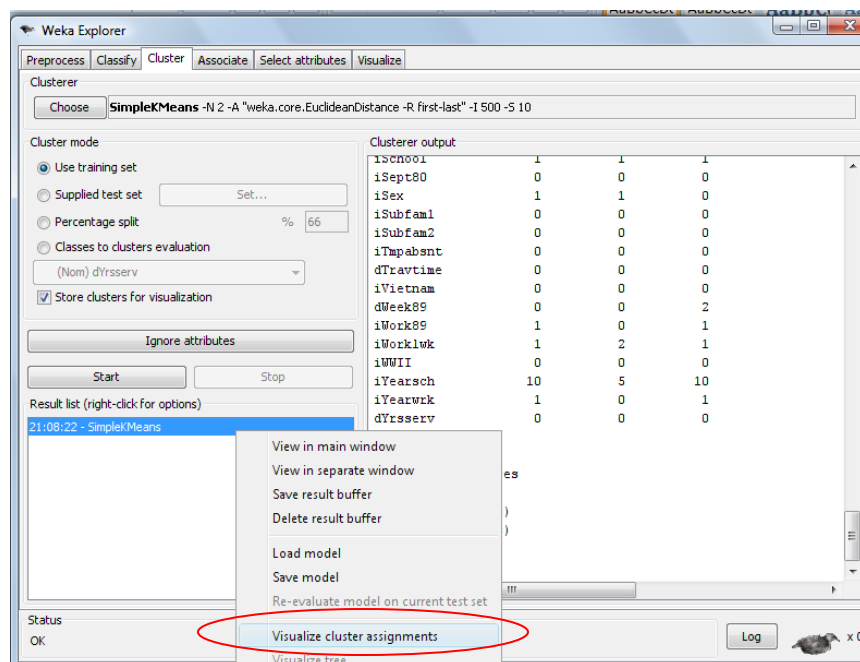 Weka Explorer
Preprocess Classify Cluster Associate Select attributes Visualize
Clusterer
Choose SimpleKMeans -N 2 -A "weka.core.EuclideanDistance -R first-last" -I 500 -S 10
Cluster mode
Use training set
Supplied test set Set...
Percentage split % 66
Classes to clusters evaluation
(Nom) dYrsserv
Store clusters for visualization
Ignore attributes
Start Stop
Result list (right-click for options)
21:08:22 - SimpleKMeans
Clusterer output
iSchool 1 1 1
iSept80 0 0 0
iSex 1 1 0
iSubfam1 0 0 0
iSubfam2 0 0 0
iTmpabsnt 0 0 0
dTravtime 0 0 0
iVietnam 0 0 0
dWeek89 0 0 2
iWork89 1 0 1
iWorklwk 1 2 1
iWWII 0 0 0
iYearsch 10 5 10
iYearwrk 1 0 1
dYrsserv 0 0 0
es
)
)
View in main window
View in separate window
Save result buffer
Delete result buffer
Load model
Save model
Re-evaluate model on current test set
Visualize cluster assignments
Visualize tree
Status
OK
Log
x 0